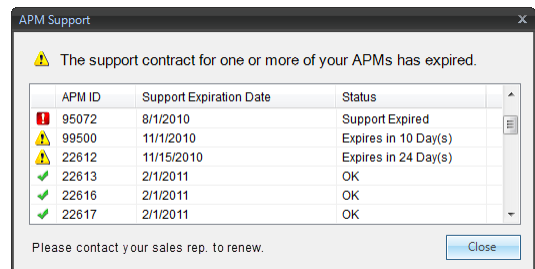 APM Support
The support contract for one or more of your APMs has expired.
APM ID Support Expiration Date Status
95072 8/1/2010 Support Expired
99500 11/1/2010 Expires in 10 Day(s)
22612 11/15/2010 Expires in 24 Day(s)
22613 2/1/2011 OK
22616 2/1/2011 OK
22617 2/1/2011 OK
Please contact your sales rep. to renew.
Close